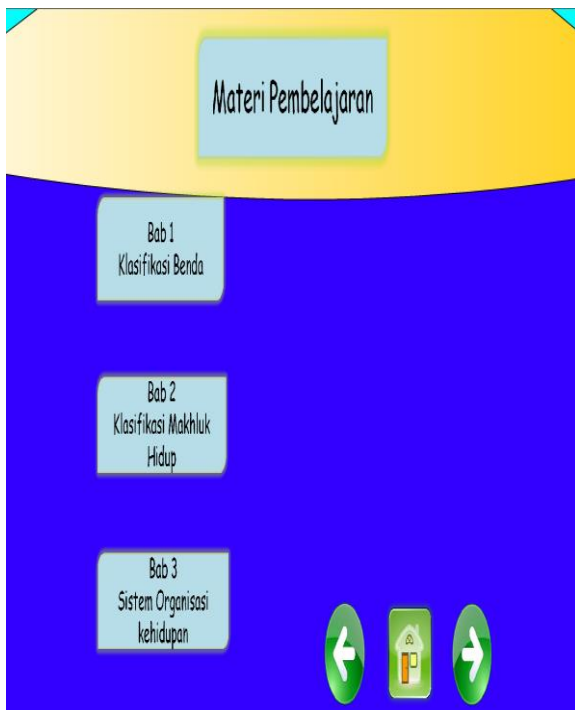 Materi Pembelajaran
Bab 1
Klasifikasi Benda
Bab 2
Klasifikasi Makhluk
Hidup
Bab 3
Sistem Organisasi
kehidupan